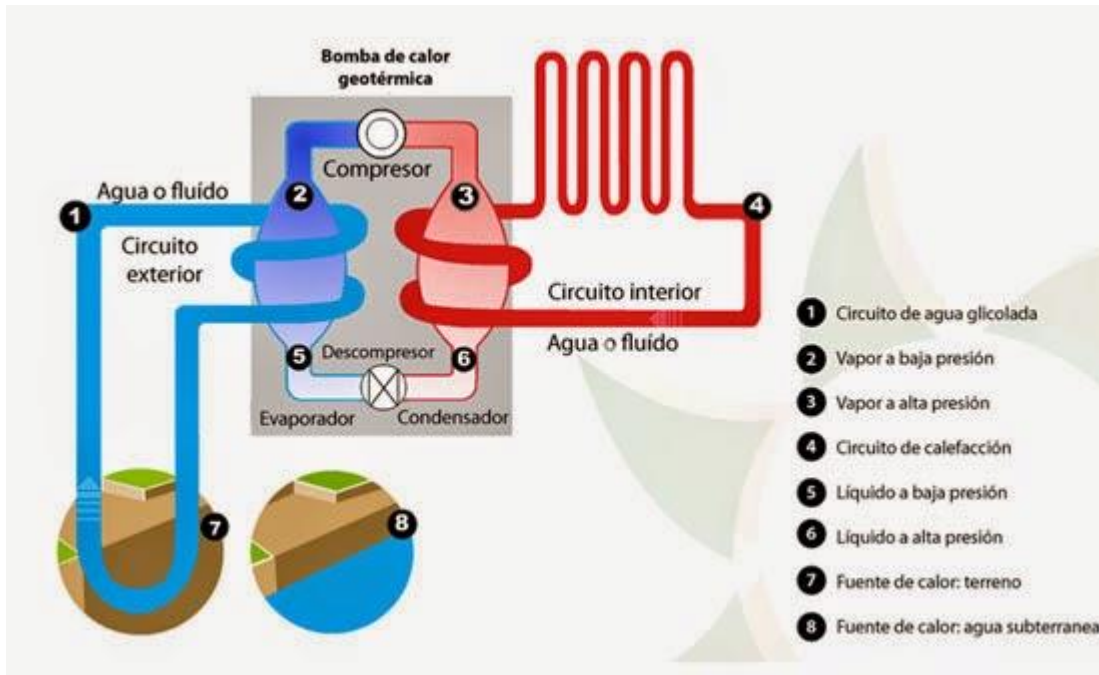 Bomba de calor
geotérmica
Compresor
Agua o fluído
1
2
3
4
Circuito
exterior
Circuito interior
Agua o fluído
5
Descompresor
6
Evaporador
Condensador
7
8
1 Circuito de agua glicolada
2 Vapor a baja presión
3 Vapor a alta presión
4 Circuito de calefacción
5 Líquido a baja presión
6 Líquido a alta presión
7 Fuente de calor: terreno
8 Fuente de calor: agua subterranea